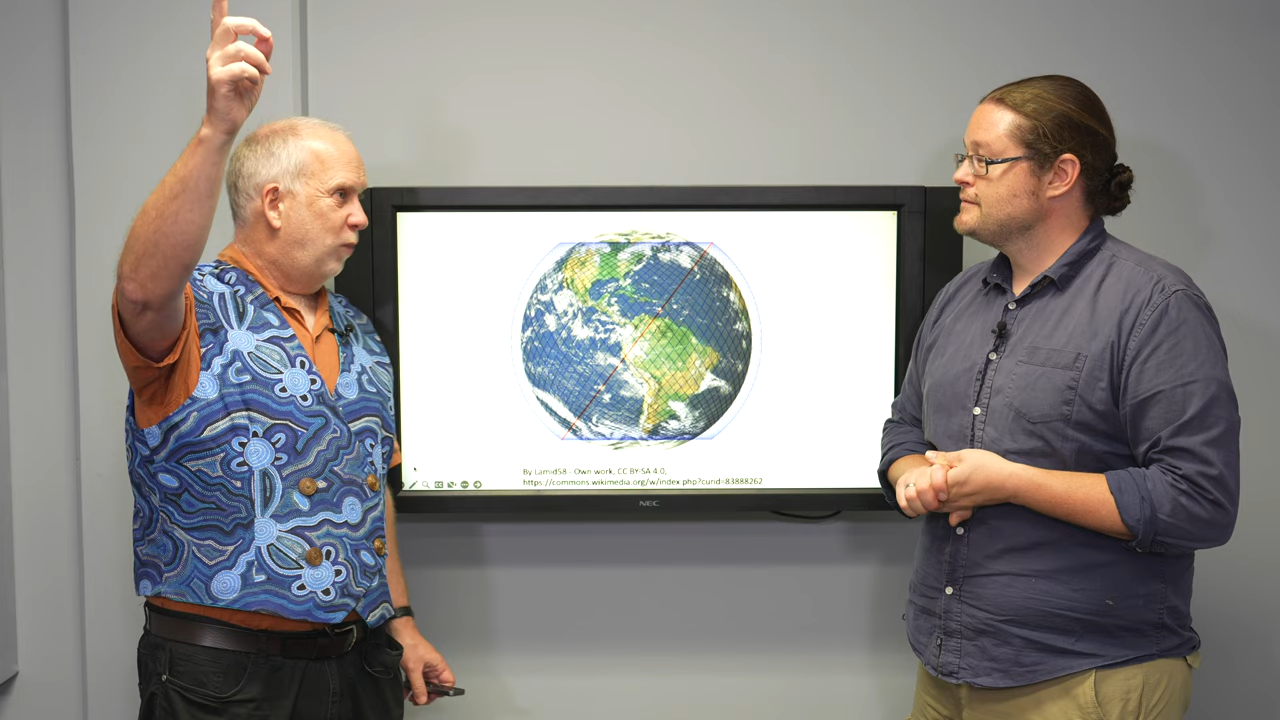 By Lamid58 - Own work, CC BY-SA 4.0,
https://commons.wikimedia.org/w/index.php?curid=83888262
NEC